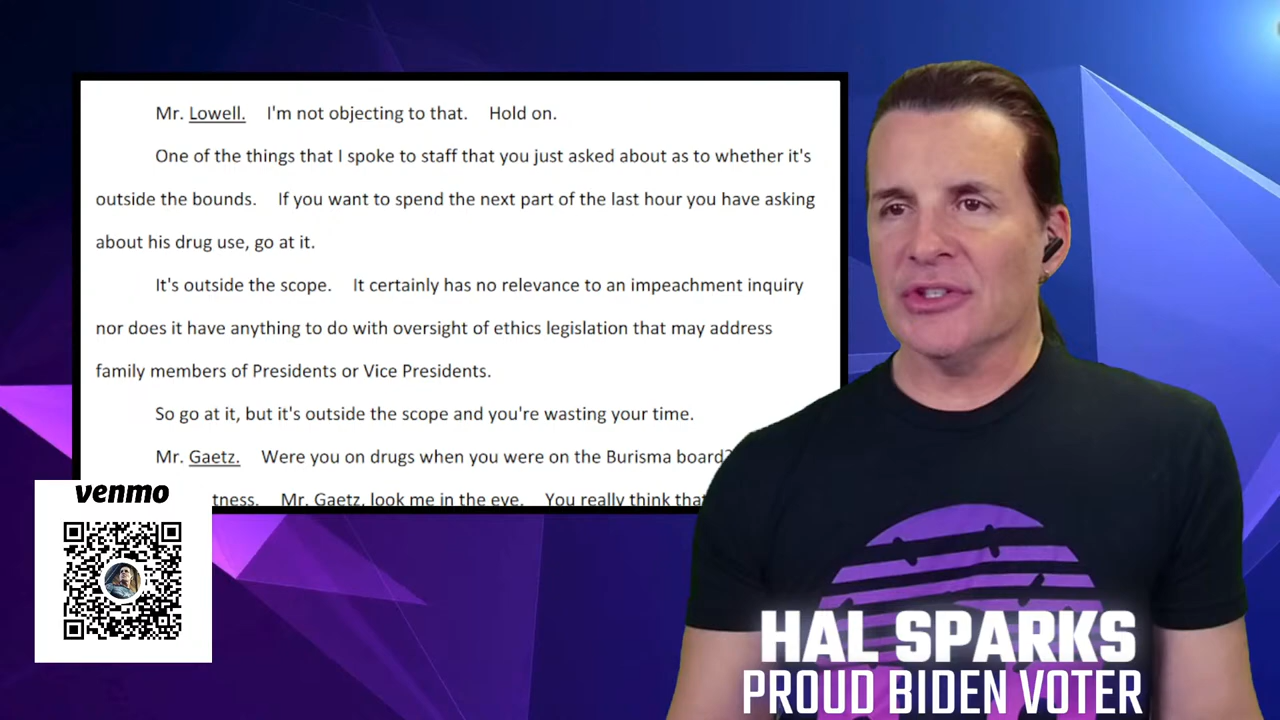 Mr. Lowell. I'm not objecting to that. Hold on.
One of the things that I spoke to staff that you just asked about as to whether it's
outside the bounds. If you want to spend the next part of the last hour you have asking
about his drug use, go at it.
It's outside the scope. It certainly has no relevance to an impeachment inquiry
nor does it have anything to do with oversight of ethics legislation that may address
family members of Presidents or Vice Presidents.
So go at it, but it's outside the scope and you're wasting your time.
Mr. Gaetz. Were you on drugs when you were on the Burisma board?
tness. Mr. Gaetz, look me in the eye. You really think that
venmo
HAL SPARKS
PROUD BIDEN VOTER